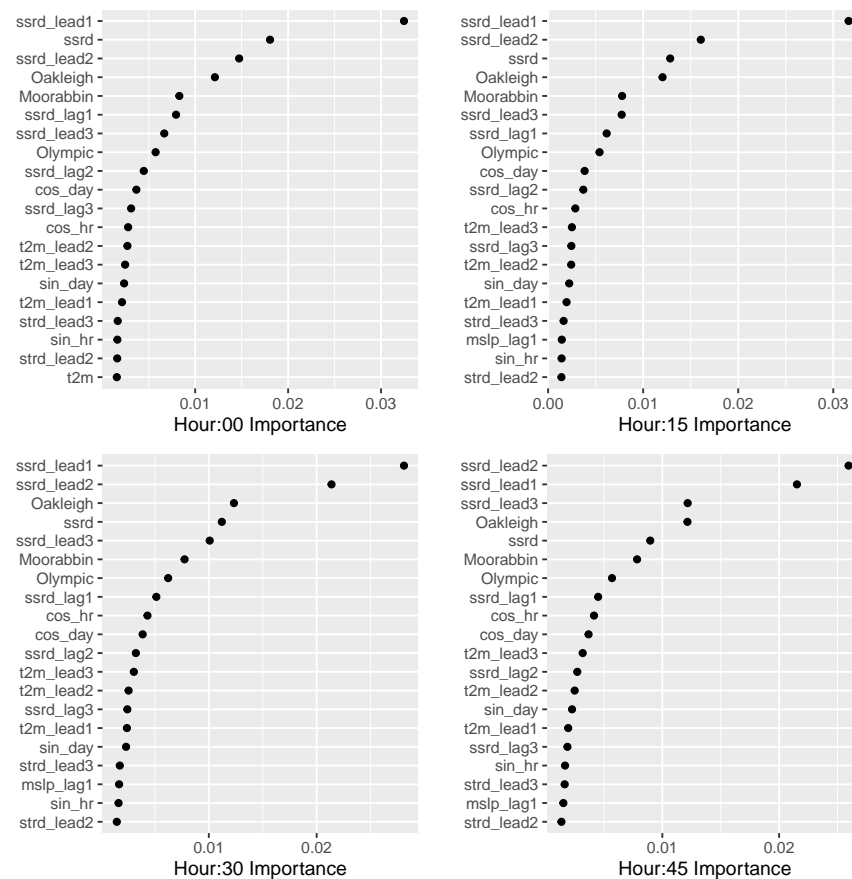 ssrd_lead1
ssrd
ssrd_lead2
Oakleigh
Moorabbin
ssrd_lag1
ssrd_lead3
Olympic
ssrd_lag2
cos_day
ssrd_lag3
cos_hr
t2m_lead2
t2m_lead3
sin_day
t2m_lead1
strd_lead3
sin_hr
strd_lead2
t2m
0.01 0.02 0.03
Hour:00 Importance
ssrd_lead1
ssrd_lead2
ssrd
Oakleigh
Moorabbin
ssrd_lead3
ssrd_lag1
Olympic
cos_day
ssrd_lag2
cos_hr
t2m_lead3
ssrd_lag3
t2m_lead2
sin_day
t2m_lead1
strd_lead3
mslp_lag1
sin_hr
strd_lead2
0.00 0.01 0.02 0.03
Hour:15 Importance
ssrd_lead1
ssrd_lead2
Oakleigh
ssrd
ssrd_lead3
Moorabbin
Olympic
ssrd_lag1
cos_hr
cos_day
ssrd_lag2
t2m_lead3
t2m_lead2
ssrd_lag3
t2m_lead1
sin_day
strd_lead3
mslp_lag1
sin_hr
strd_lead2
0.01 0.02
Hour:30 Importance
ssrd_lead2
ssrd_lead1
ssrd_lead3
Oakleigh
ssrd
Moorabbin
Olympic
ssrd_lag1
cos_hr
cos_day
t2m_lead3
ssrd_lag2
t2m_lead2
sin_day
t2m_lead1
ssrd_lag3
sin_hr
strd_lead3
mslp_lag1
strd_lead2
0.01 0.02
Hour:45 Importance